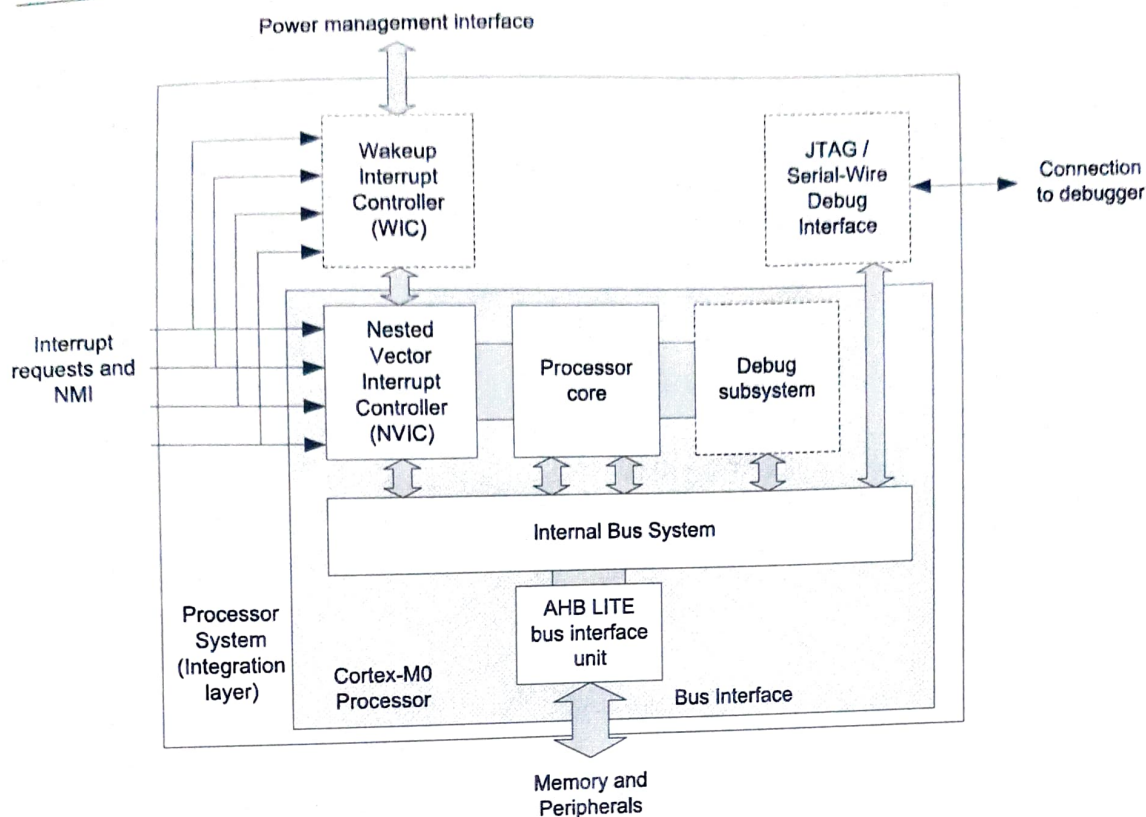 Power management interface
Wakeup
Interrupt
Controller
(WIC)
JTAG /
Serial-Wire
Debug
Interface
Connection
to debugger
Interrupt
requests and
NMI
Nested
Vector
Interrupt
Controller
(NVIC)
Processor
core
Debug
subsystem
Internal Bus System
AHB LITE
bus interface
unit
Processor
System
(Integration
layer)
Cortex-M0
Processor
Bus Interface
Memory and
Peripherals